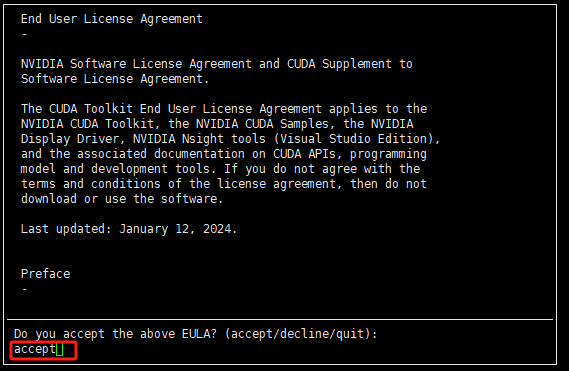 End User License Agreement
-
NVIDIA Software License Agreement and CUDA Supplement to
Software License Agreement.
The CUDA Toolkit End User License Agreement applies to the
NVIDIA CUDA Toolkit, the NVIDIA CUDA Samples, the NVIDIA
Display Driver, NVIDIA Nsight tools (Visual Studio Edition),
and the associated documentation on CUDA APIs, programming
model and development tools. If you do not agree with the
terms and conditions of the license agreement, then do not
download or use the software.
Last updated: January 12, 2024.
Preface
-
Do you accept the above EULA? (accept/decline/quit):
accept